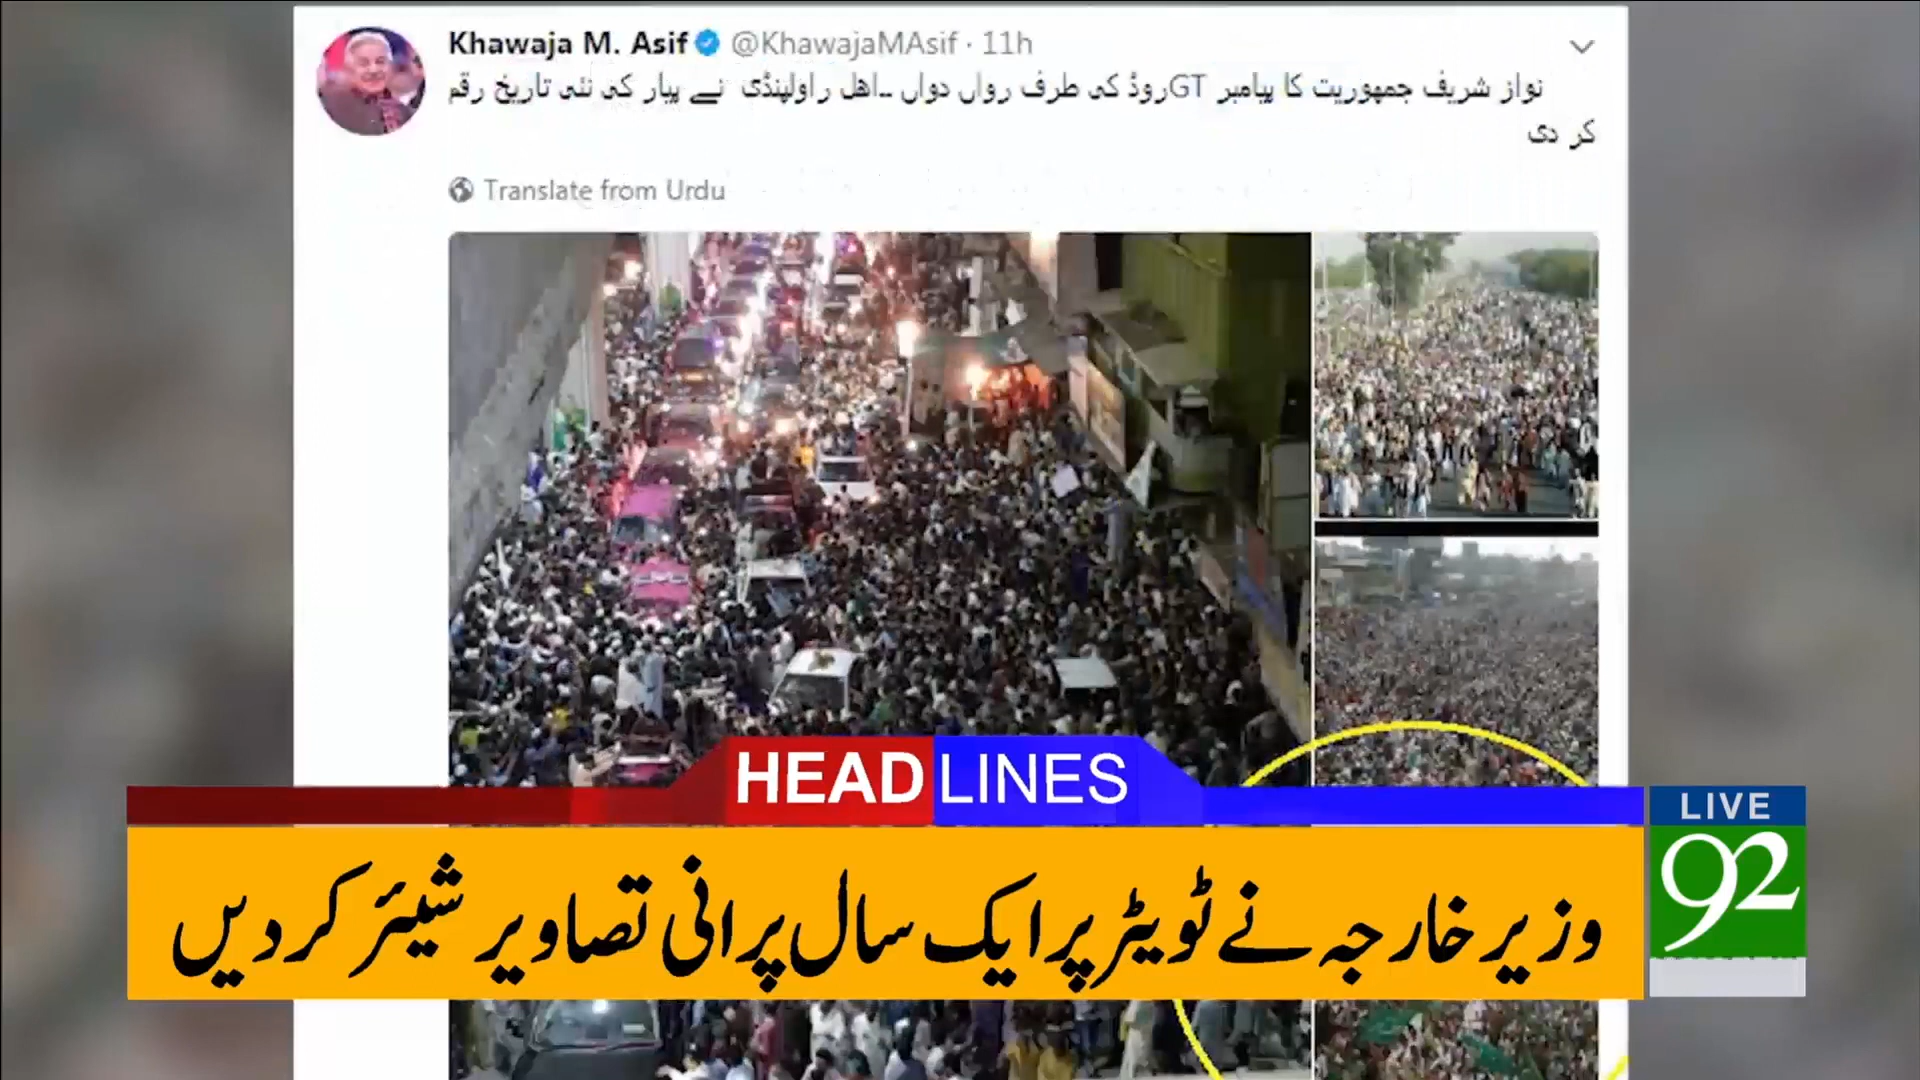 Khawaja M. Asif @KhawajaMAsif · 11h
نواز شریف جمهوریت کا پیامبر GTروڈ کی طرف رواں دواں ۔۔اهل راولپنڈی نے پیار کی نئی تاریخ رقم
کر دی
Translate from Urdu
HEADLINES
LIVE
92
وزیر خارجہ نے ٹویٹر پر ایک سال پرانی تصاویر شیئر کر دیں